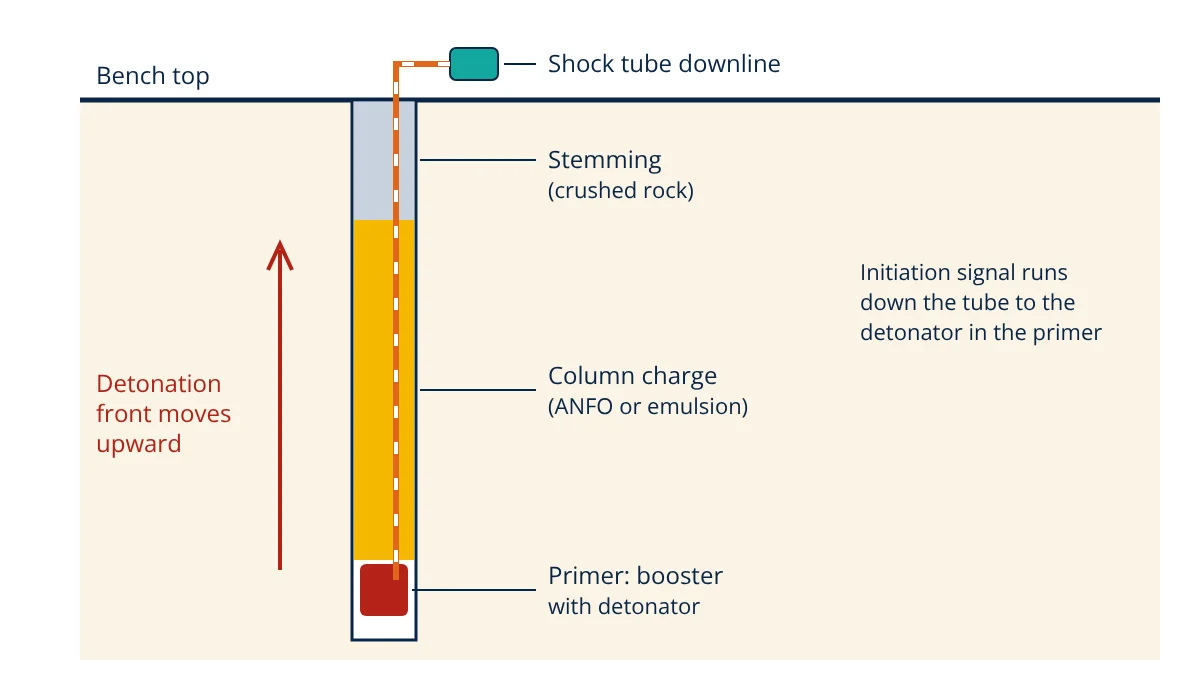 Bench top
Shock tube downline
Stemming
(crushed rock)
Initiation signal runs
down the tube to the
detonator in the primer
Column charge
(ANFO or emulsion)
Detonation
front moves
upward
Primer: booster
with detonator